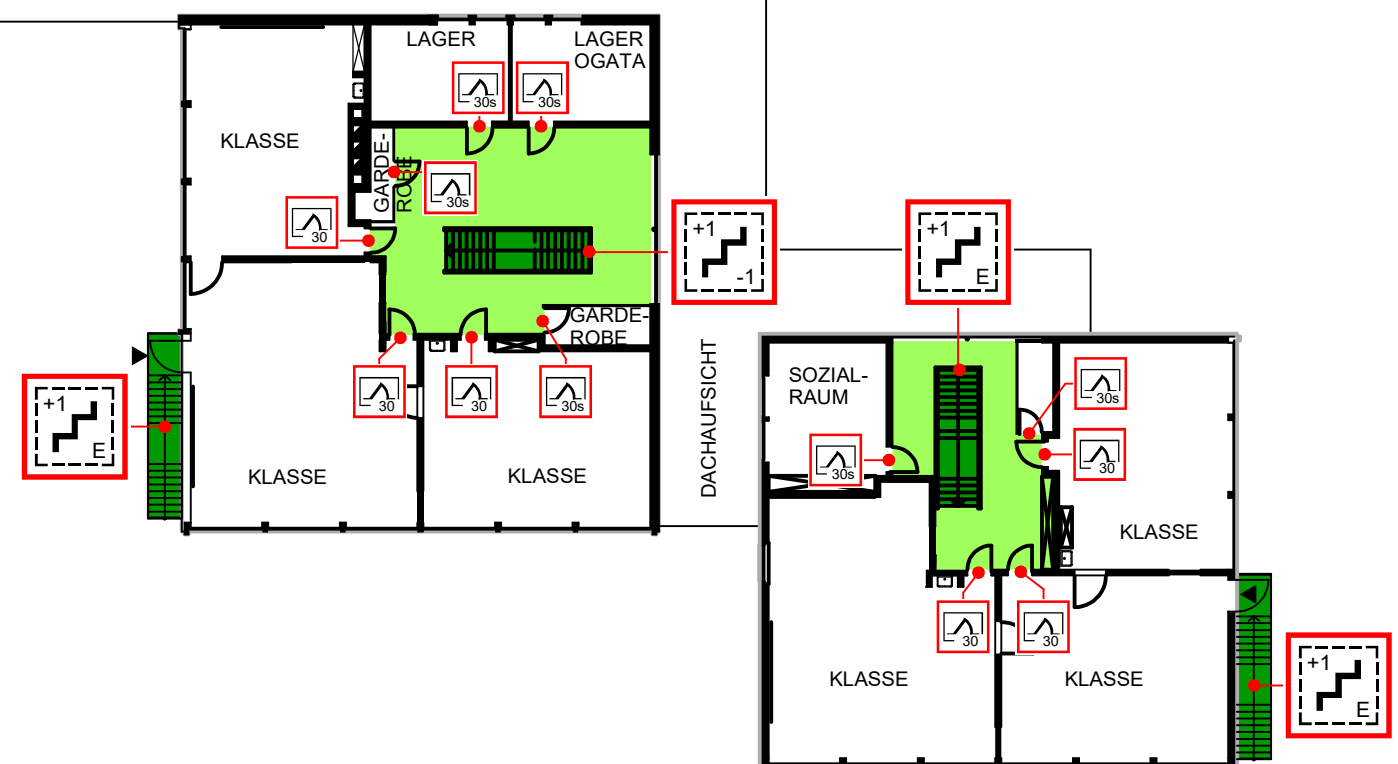 LAGER
LAGER
OGATA
30s
30s
KLASSE
GARDE-
ROBE
30s
30
+1
-1
+1
E
GARDE-
ROBE
30
30
30s
+1
E
KLASSE
KLASSE
DACHAUFSICHT
SOZIAL-
RAUM
30s
30s
30
KLASSE
30
30
KLASSE
KLASSE
+1
E